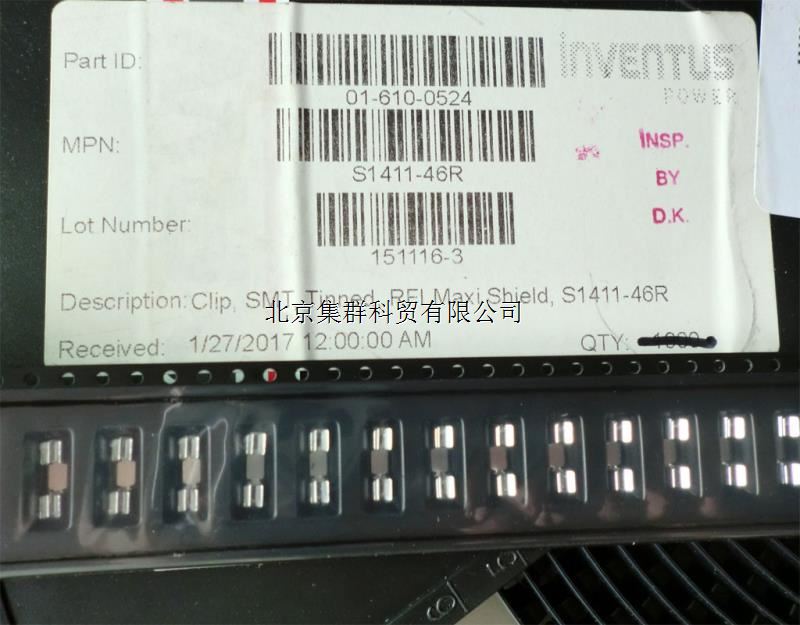 Part ID:
01-610-0524
inVENTUS
POWER
MPN:
S1411-46R
INSP.
BY
D.K.
Lot Number:
151116-3
Description: Clip, SMT, Tinned, RFI Maxi Shield, S1411-46R
北京集群科贸有限公司
Received: 1/27/2017 12:00:00 AM
QTY: 1000